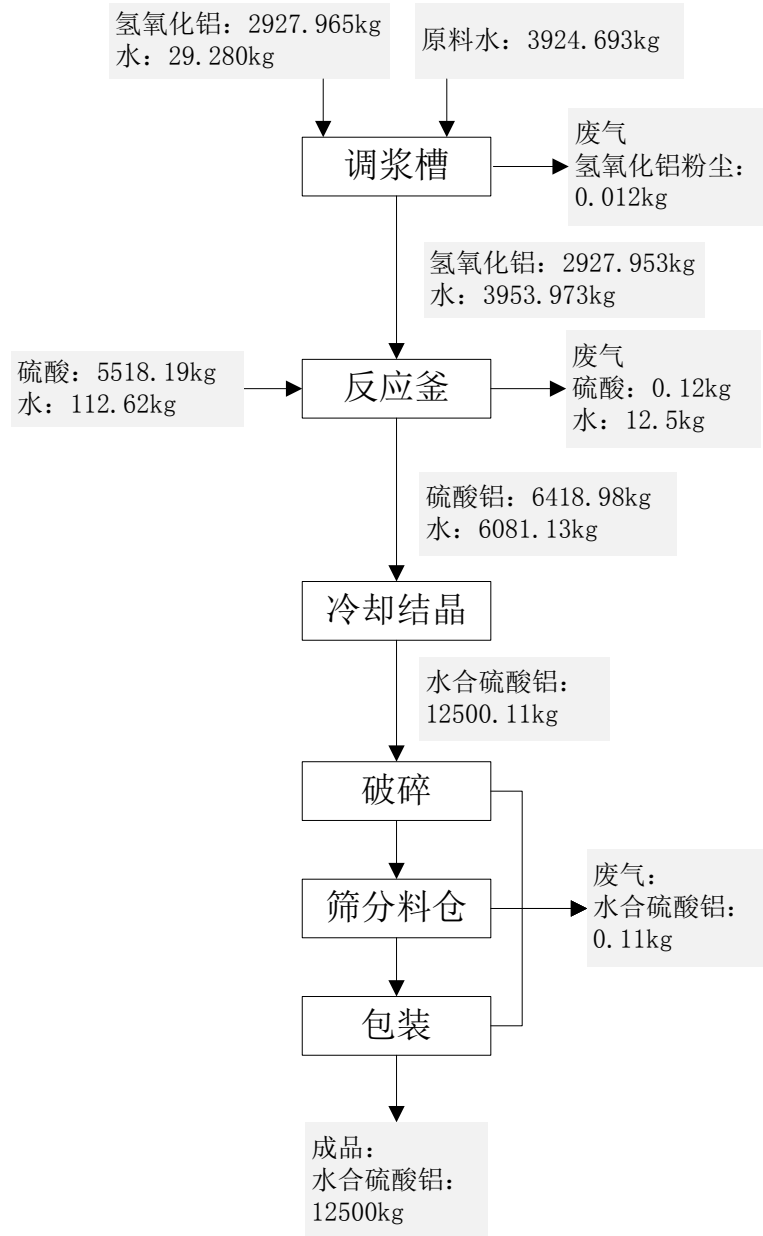 氢氧化铝：2927.965kg
水：29.280kg
原料水：3924.693kg
调浆槽
废气
氢氧化铝粉尘：
0.012kg
氢氧化铝：2927.953kg
水：3953.973kg
硫酸：5518.19kg
水：112.62kg
反应釜
废气
硫酸：0.12kg
水：12.5kg
硫酸铝：6418.98kg
水：6081.13kg
冷却结晶
水合硫酸铝：
12500.11kg
破碎
筛分料仓
废气：
水合硫酸铝：
0.11kg
包装
成品：
水合硫酸铝：
12500kg